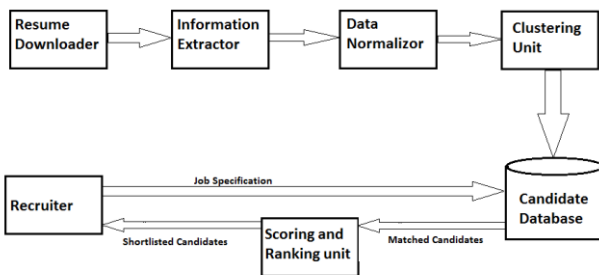 Resume
Downloader
Information
Extractor
Data
Normalizor
Clustering
Unit
Job Specification
Recruiter
Candidate
Database
Shortlisted Candidates
Scoring and
Ranking unit
Matched Candidates